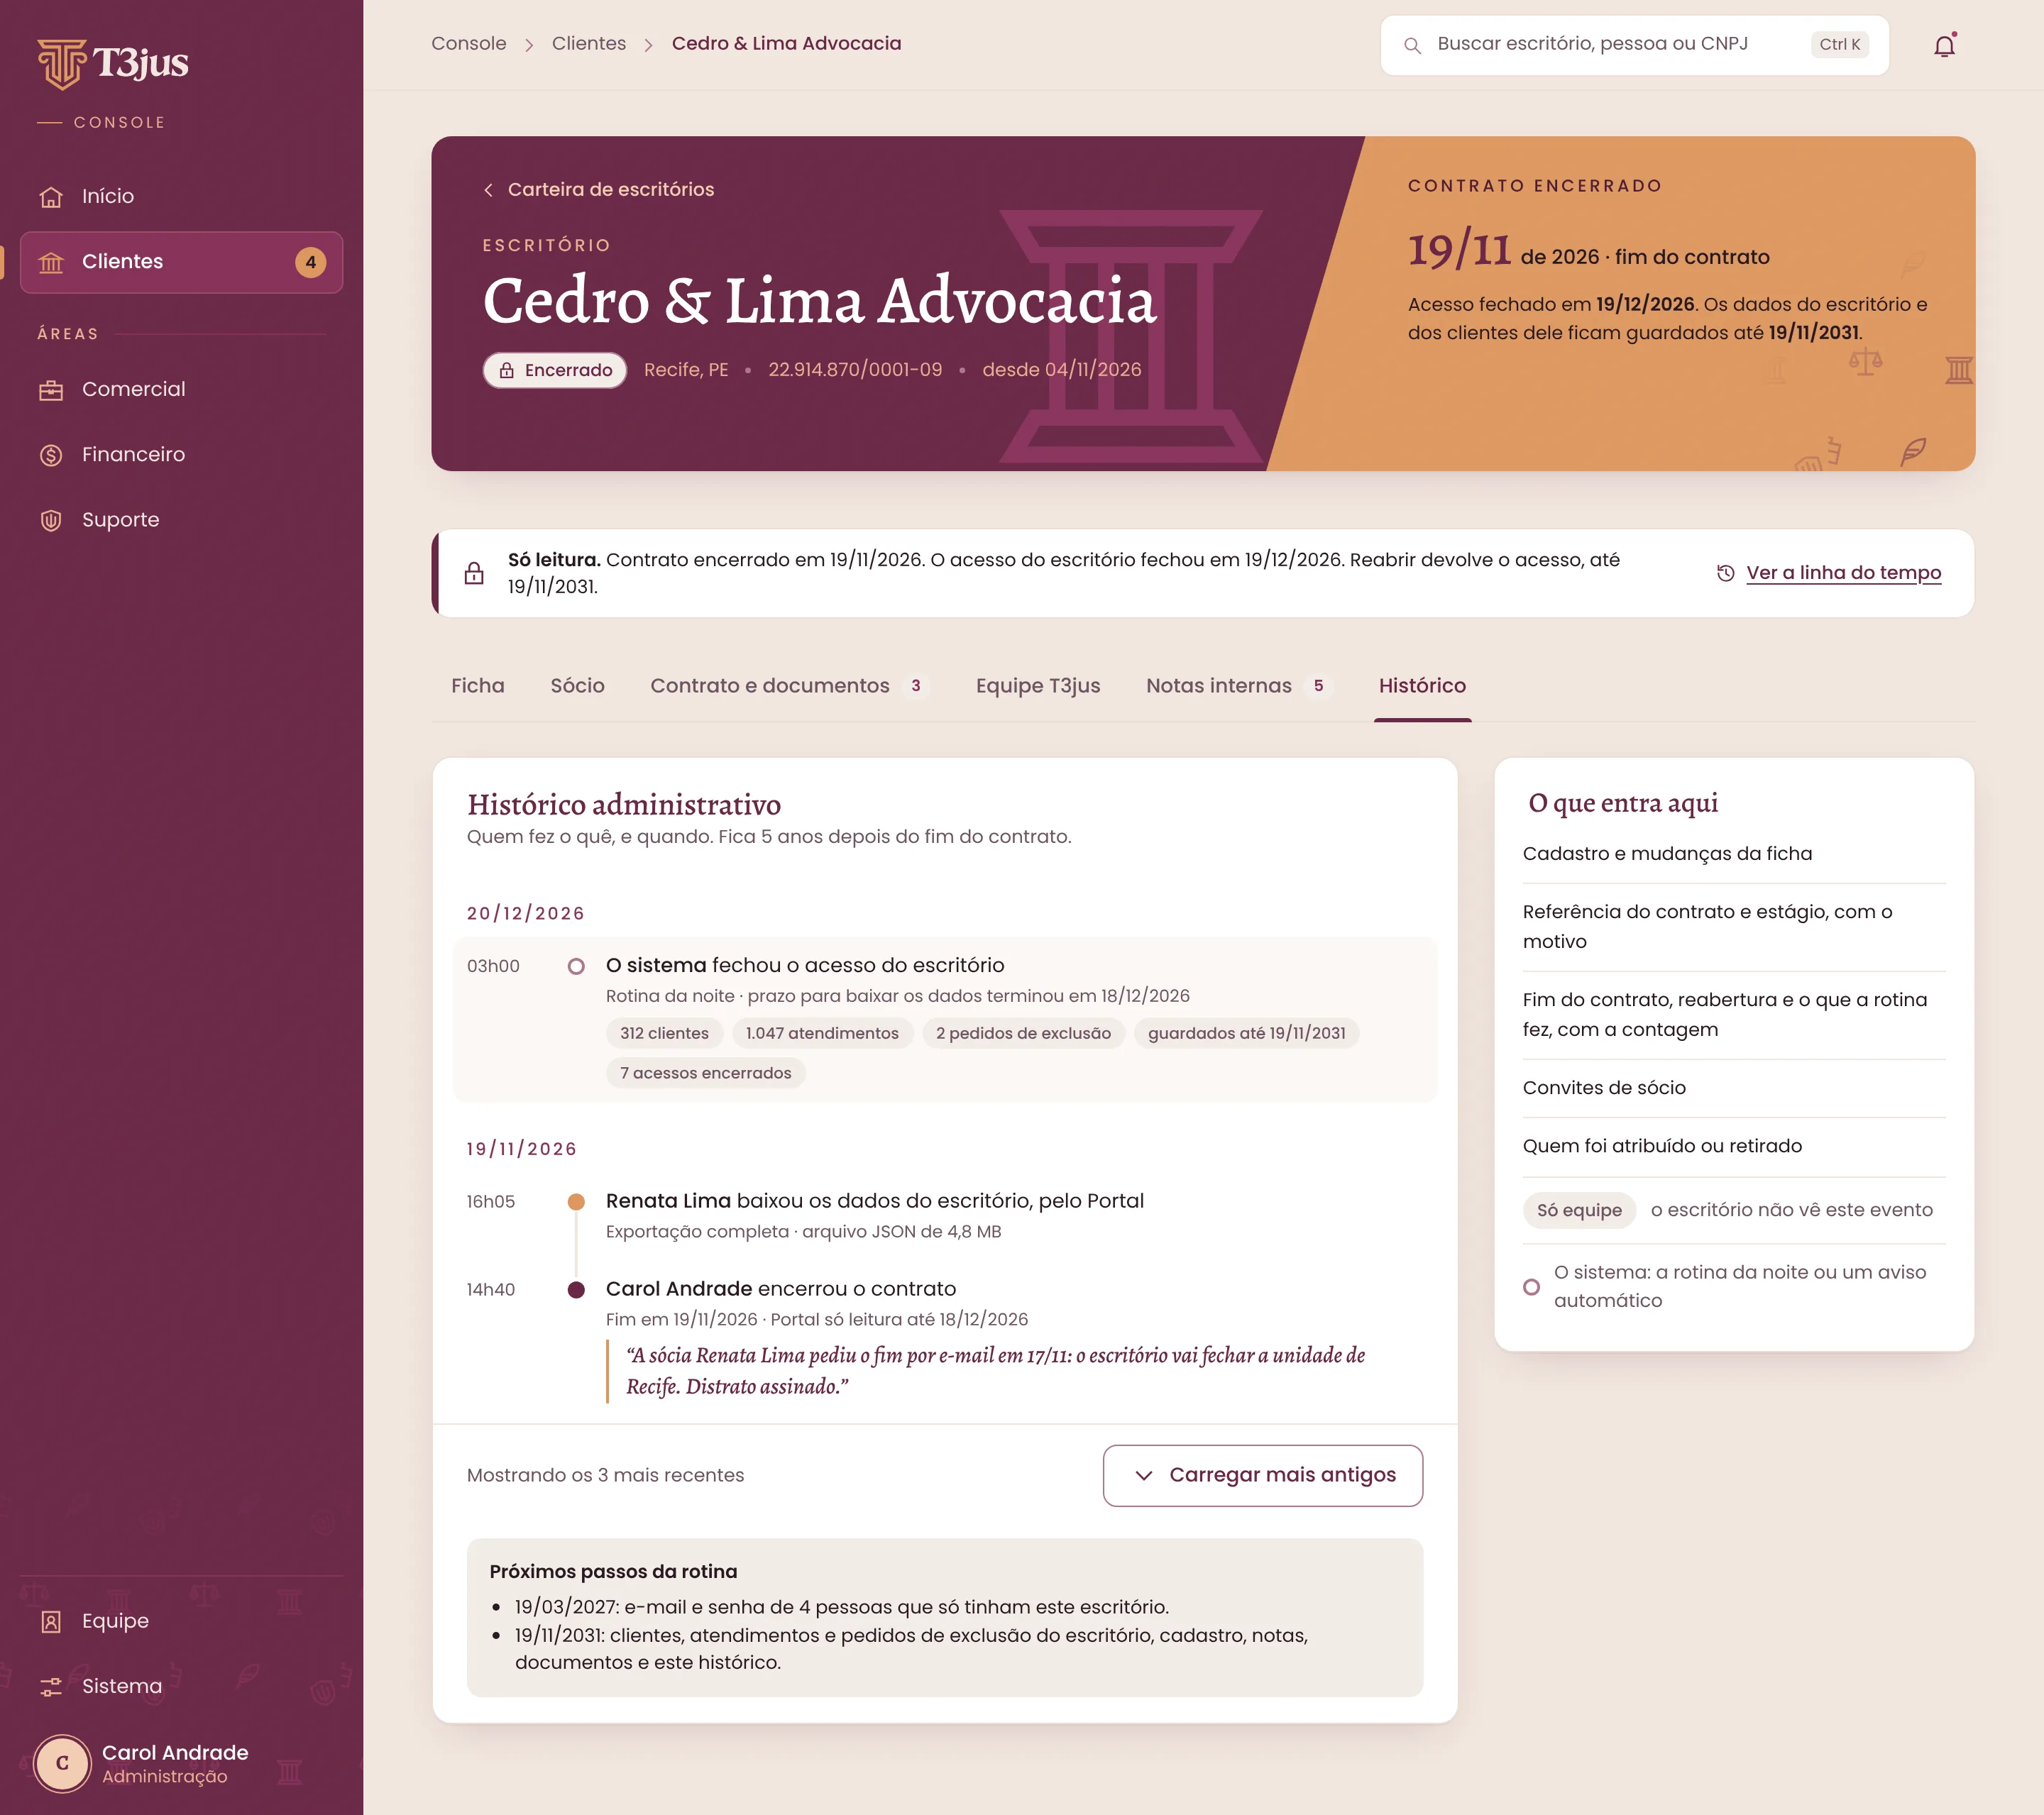 T3jus
CONSOLE
Início
Clientes
4
ÁREAS
Comercial
Financeiro
Suporte
Equipe
Sistema
C
Carol Andrade
Administração
Console
Clientes
Cedro & Lima Advocacia
Buscar escritório, pessoa ou CNPJ
Ctrl K
Carteira de escritórios
ESCRITÓRIO
Cedro & Lima Advocacia
Encerrado
Recife, PE • 22.914.870/0001-09 • desde 04/11/2026
CONTRATO ENCERRADO
19/11 de 2026 · fim do contrato
Acesso fechado em 19/12/2026. Os dados do escritório e
dos clientes dele ficam guardados até 19/11/2031.
Só leitura. Contrato encerrado em 19/11/2026. O acesso do escritório fechou em 19/12/2026. Reabrir devolve o acesso, até
19/11/2031.
Ver a linha do tempo
Ficha
Sócio
Contrato e documentos 3
Equipe T3jus
Notas internas 5
Histórico
Histórico administrativo
Quem fez o quê, e quando. Fica 5 anos depois do fim do contrato.
20/12/2026
03h00
O sistema fechou o acesso do escritório
Rotina da noite · prazo para baixar os dados terminou em 18/12/2026
312 clientes
1.047 atendimentos
2 pedidos de exclusão
guardados até 19/11/2031
7 acessos encerrados
19/11/2026
16h05
Renata Lima baixou os dados do escritório, pelo Portal
Exportação completa · arquivo JSON de 4,8 MB
14h40
Carol Andrade encerrou o contrato
Fim em 19/11/2026 · Portal só leitura até 18/12/2026
“A sócia Renata Lima pediu o fim por e-mail em 17/11: o escritório vai fechar a unidade de
Recife. Distrato assinado.”
Mostrando os 3 mais recentes
Carregar mais antigos
Próximos passos da rotina
• 19/03/2027: e-mail e senha de 4 pessoas que só tinham este escritório.
• 19/11/2031: clientes, atendimentos e pedidos de exclusão do escritório, cadastro, notas,
documentos e este histórico.
O que entra aqui
Cadastro e mudanças da ficha
Referência do contrato e estágio, com o
motivo
Fim do contrato, reabertura e o que a rotina
fez, com a contagem
Convites de sócio
Quem foi atribuído ou retirado
Só equipe
o escritório não vê este evento
O sistema: a rotina da noite ou um aviso
automático